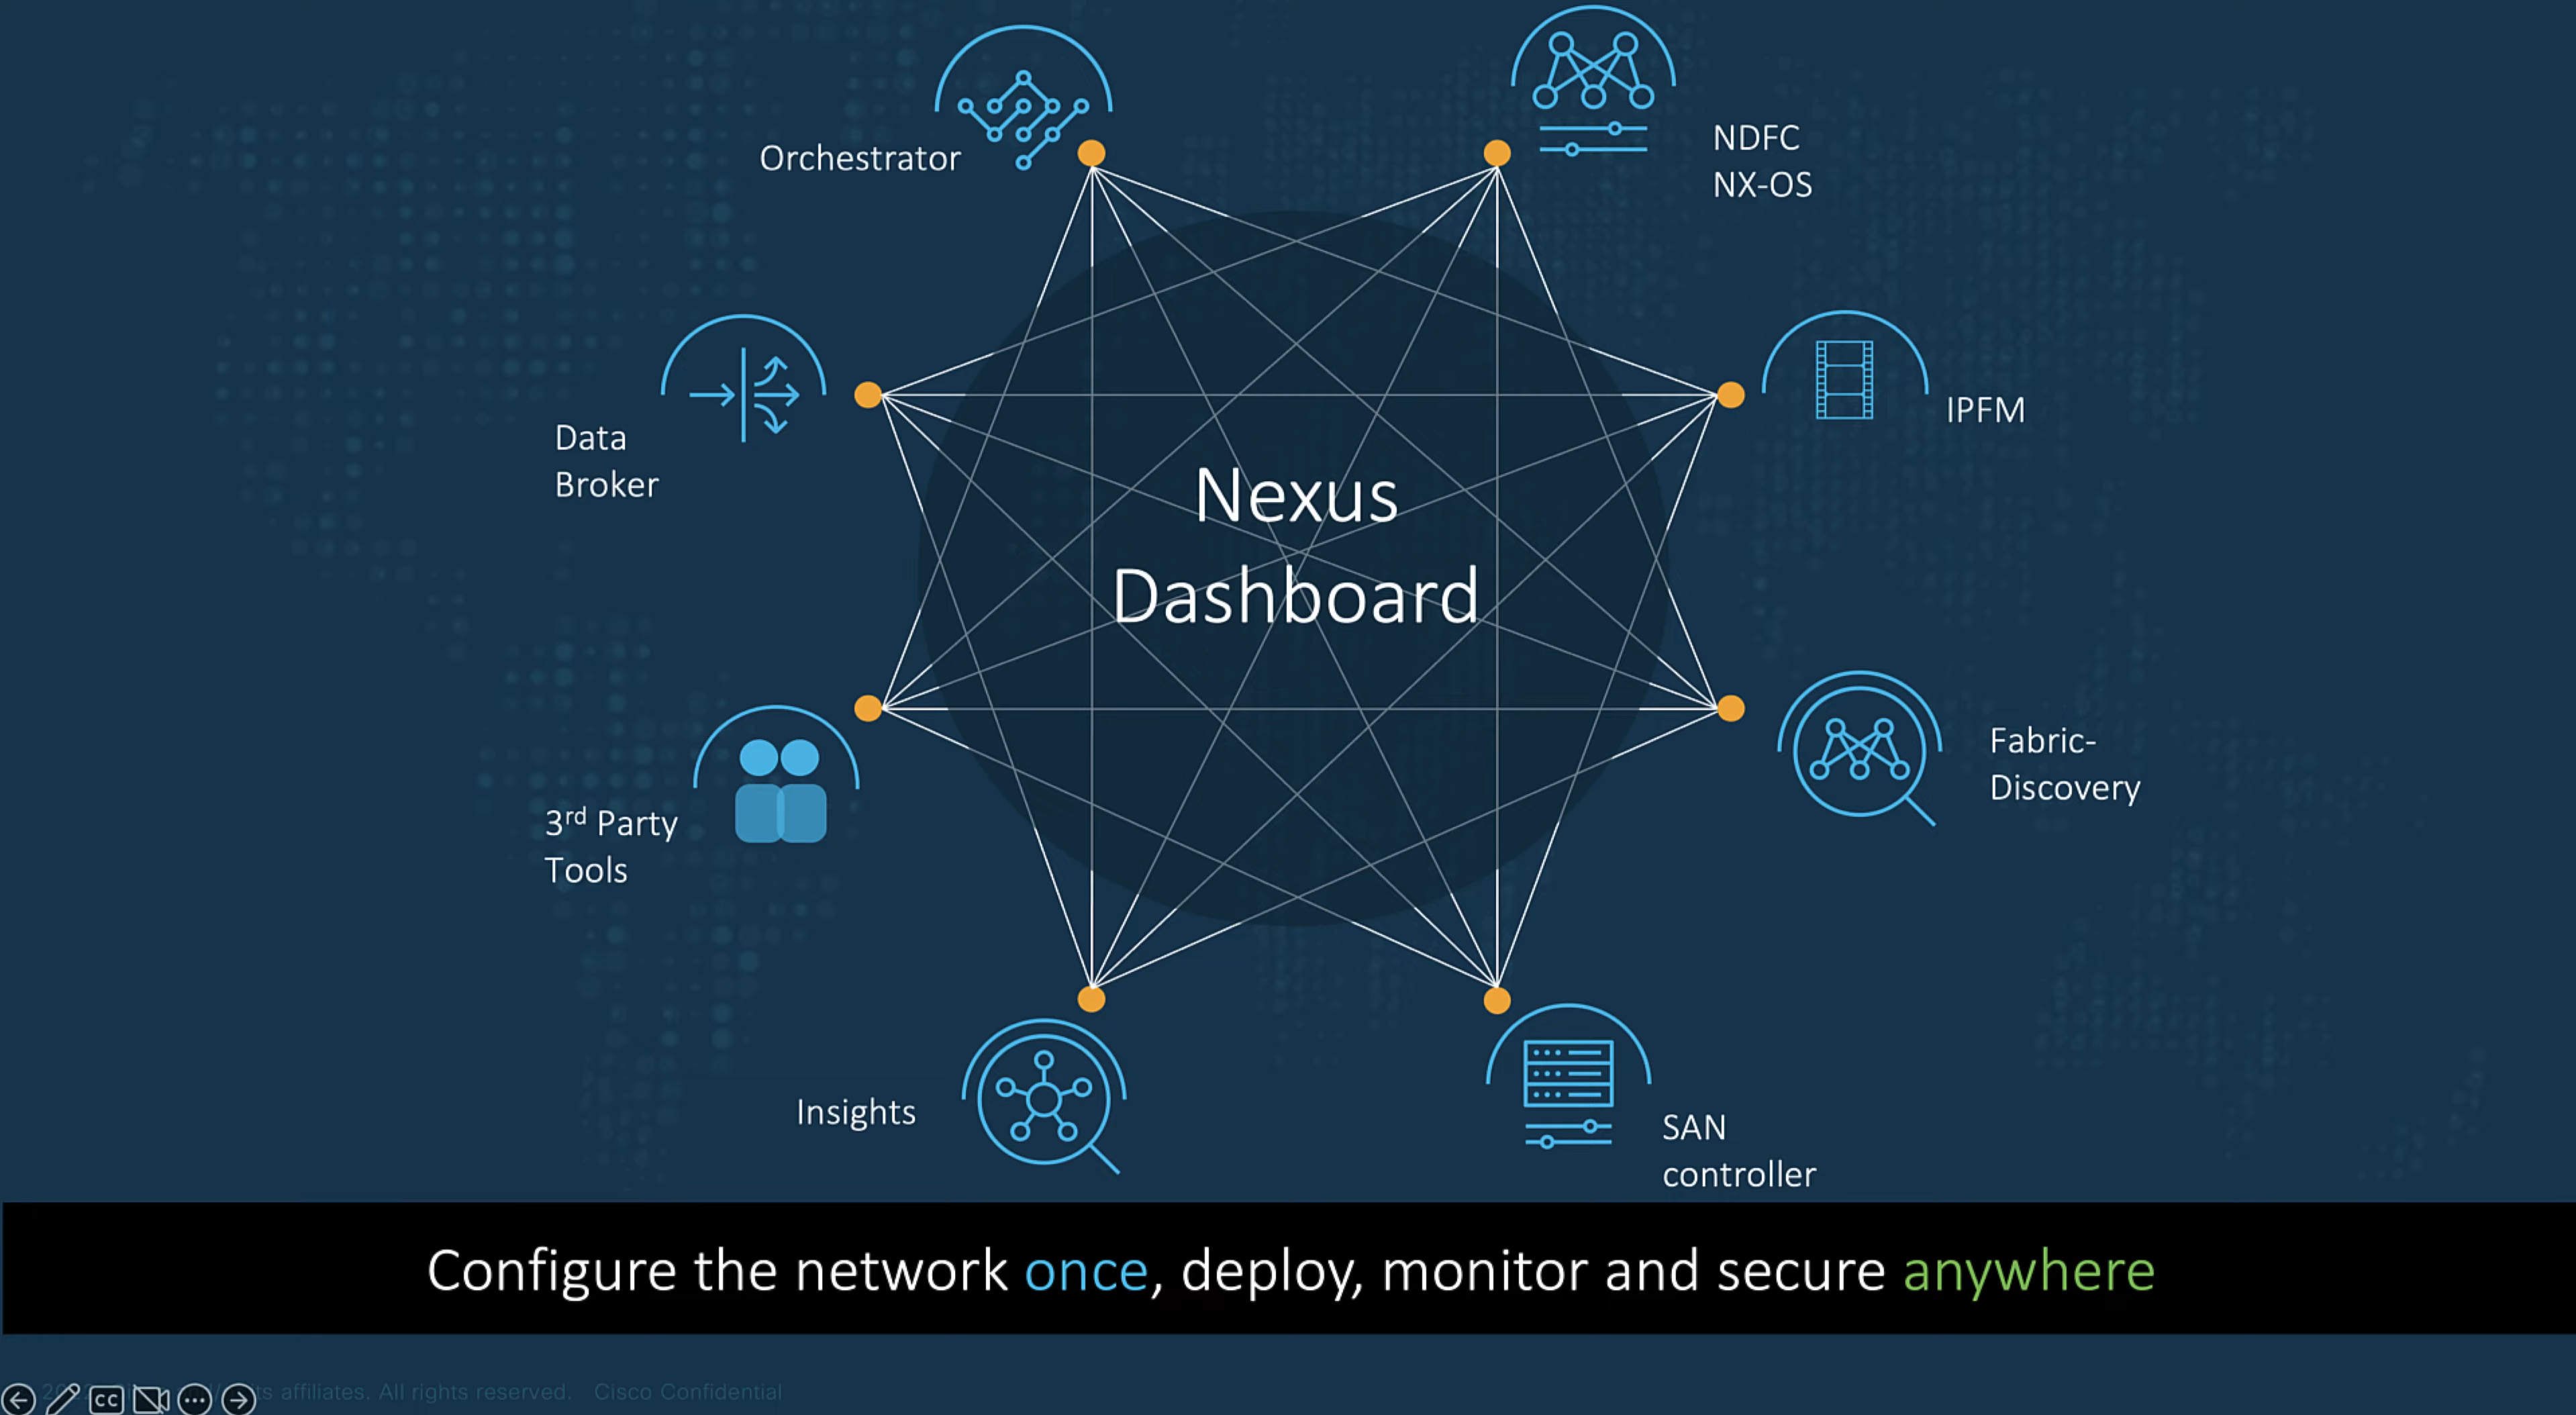 Orchestrator
NDFC
NX-OS
Data
Broker
IPFM
Nexus
Dashboard
3rd Party
Tools
Fabric-
Discovery
Insights
SAN
controller
Configure the network once, deploy, monitor and secure anywhere
affiliates. All rights reserved. Cisco Confidential
CC